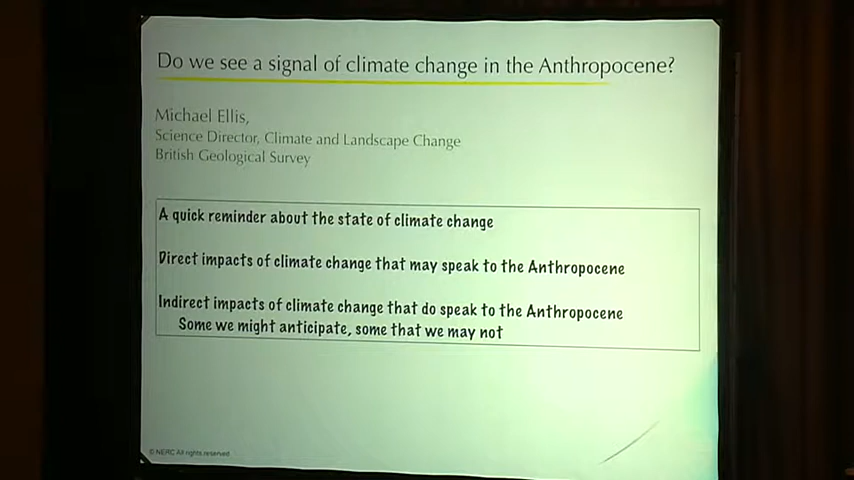 Do we see a signal of climate change in the Anthropocene?
Michael Ellis,
Science Director, Climate and Landscape Change
British Geological Survey
A quick reminder about the state of climate change
Direct impacts of climate change that may speak to the Anthropocene
Indirect impacts of climate change that do speak to the Anthropocene
Some we might anticipate, some that we may not
© NERC All rights reserved